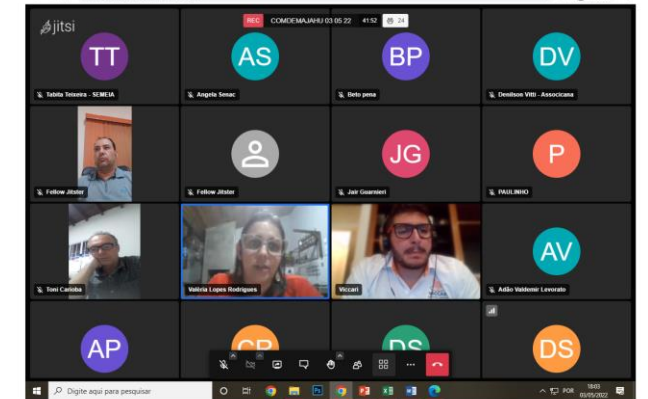 jitsi
REC COMDEMAJAHU 03 05 22 41:52 24
TT
AS
BP
DV
Tabita Teixeira - SEMEIA
Angela Senac
Beto pena
Denilson Vitti - Associcana
JG
P
Fellow Jitster
Fellow Jitster
Jair Guarnieri
PAULINHO
AV
Toni Carioba
Valéria Lopes Rodrigues
Viccari
Adão Valdemir Levorato
AP
DS
DS
Digite aqui para pesquisar
POR
18:03
03/05/2022